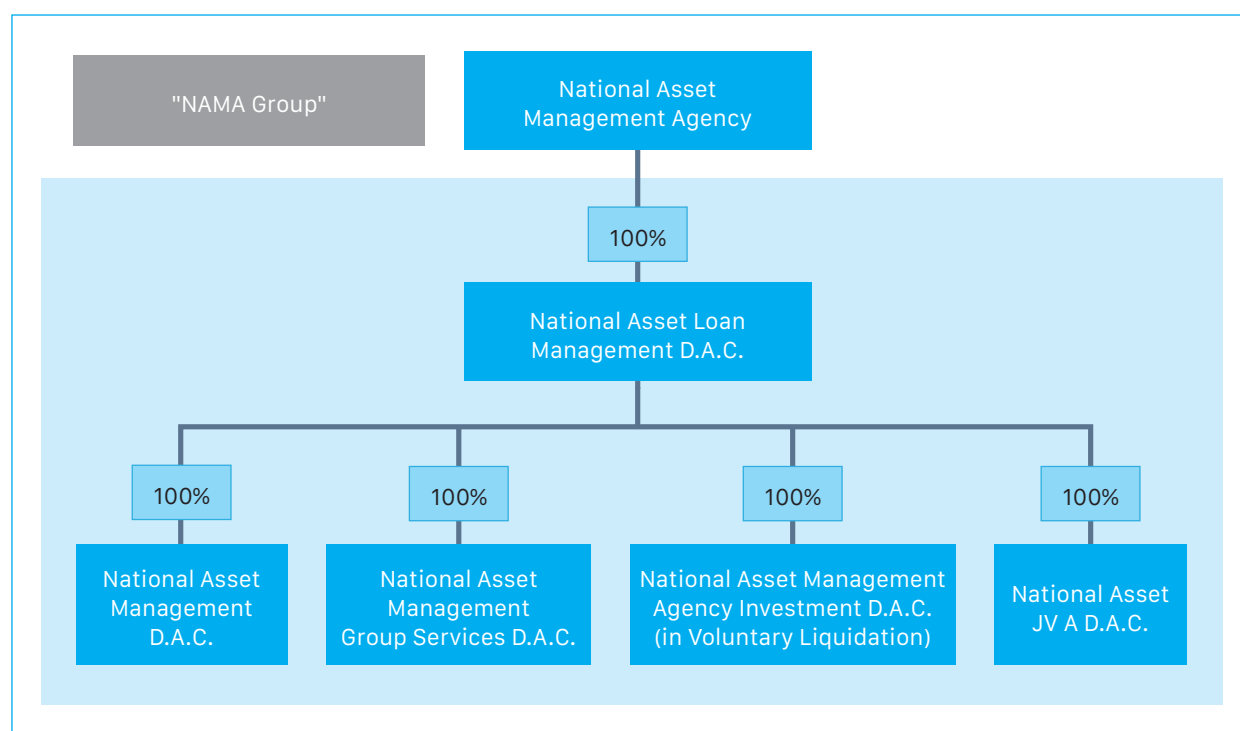 "NAMA Group"
National Asset
Management Agency
100%
National Asset Loan
Management D.A.C.
100%
100%
100%
100%
National Asset
Management
D.A.C.
National Asset
Management
Group Services D.A.C.
National Asset Management
Agency Investment D.A.C.
(in Voluntary Liquidation)
National Asset
JV A D.A.C.